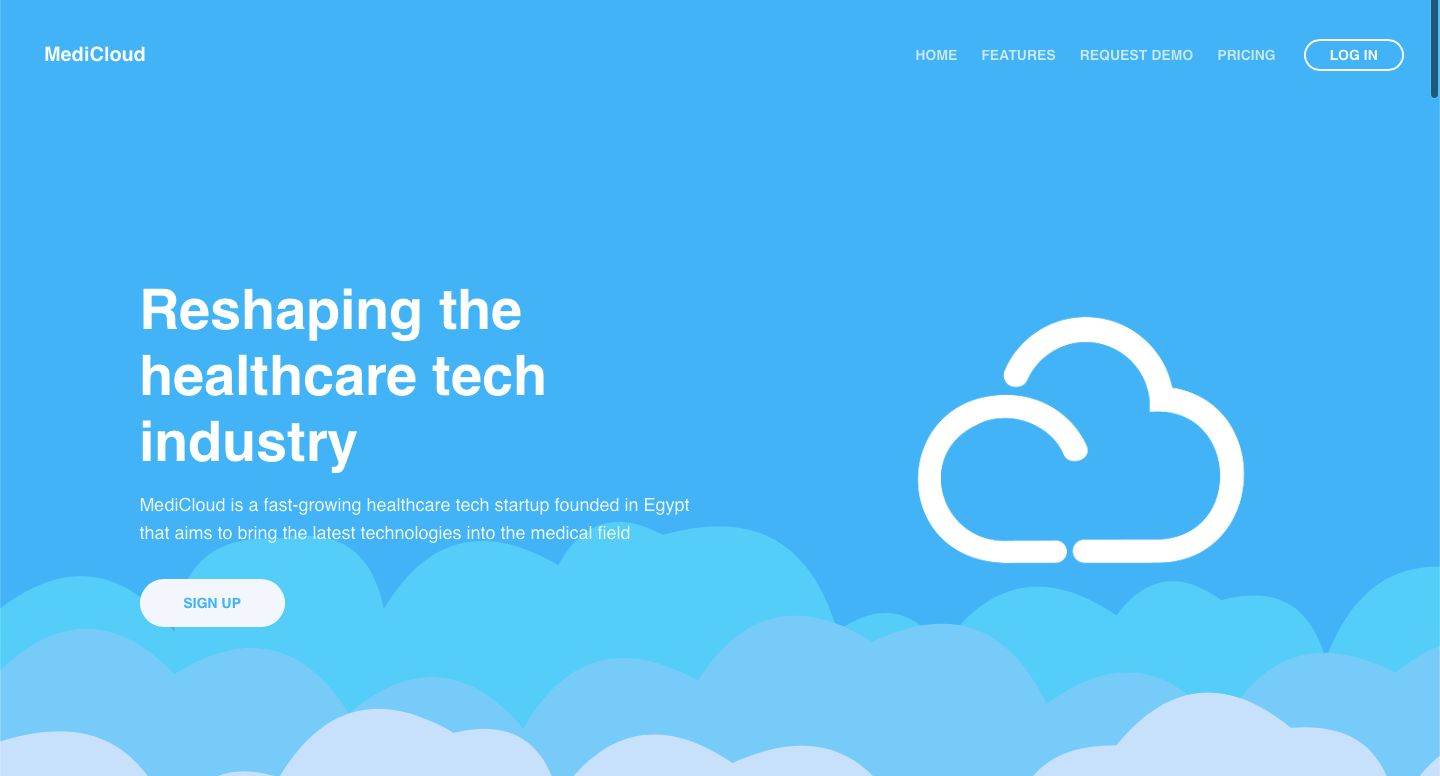 MediCloud
HOME FEATURES REQUEST DEMO PRICING LOG IN
Reshaping the
healthcare tech
industry
MediCloud is a fast-growing healthcare tech startup founded in Egypt
that aims to bring the latest technologies into the medical field
SIGN UP